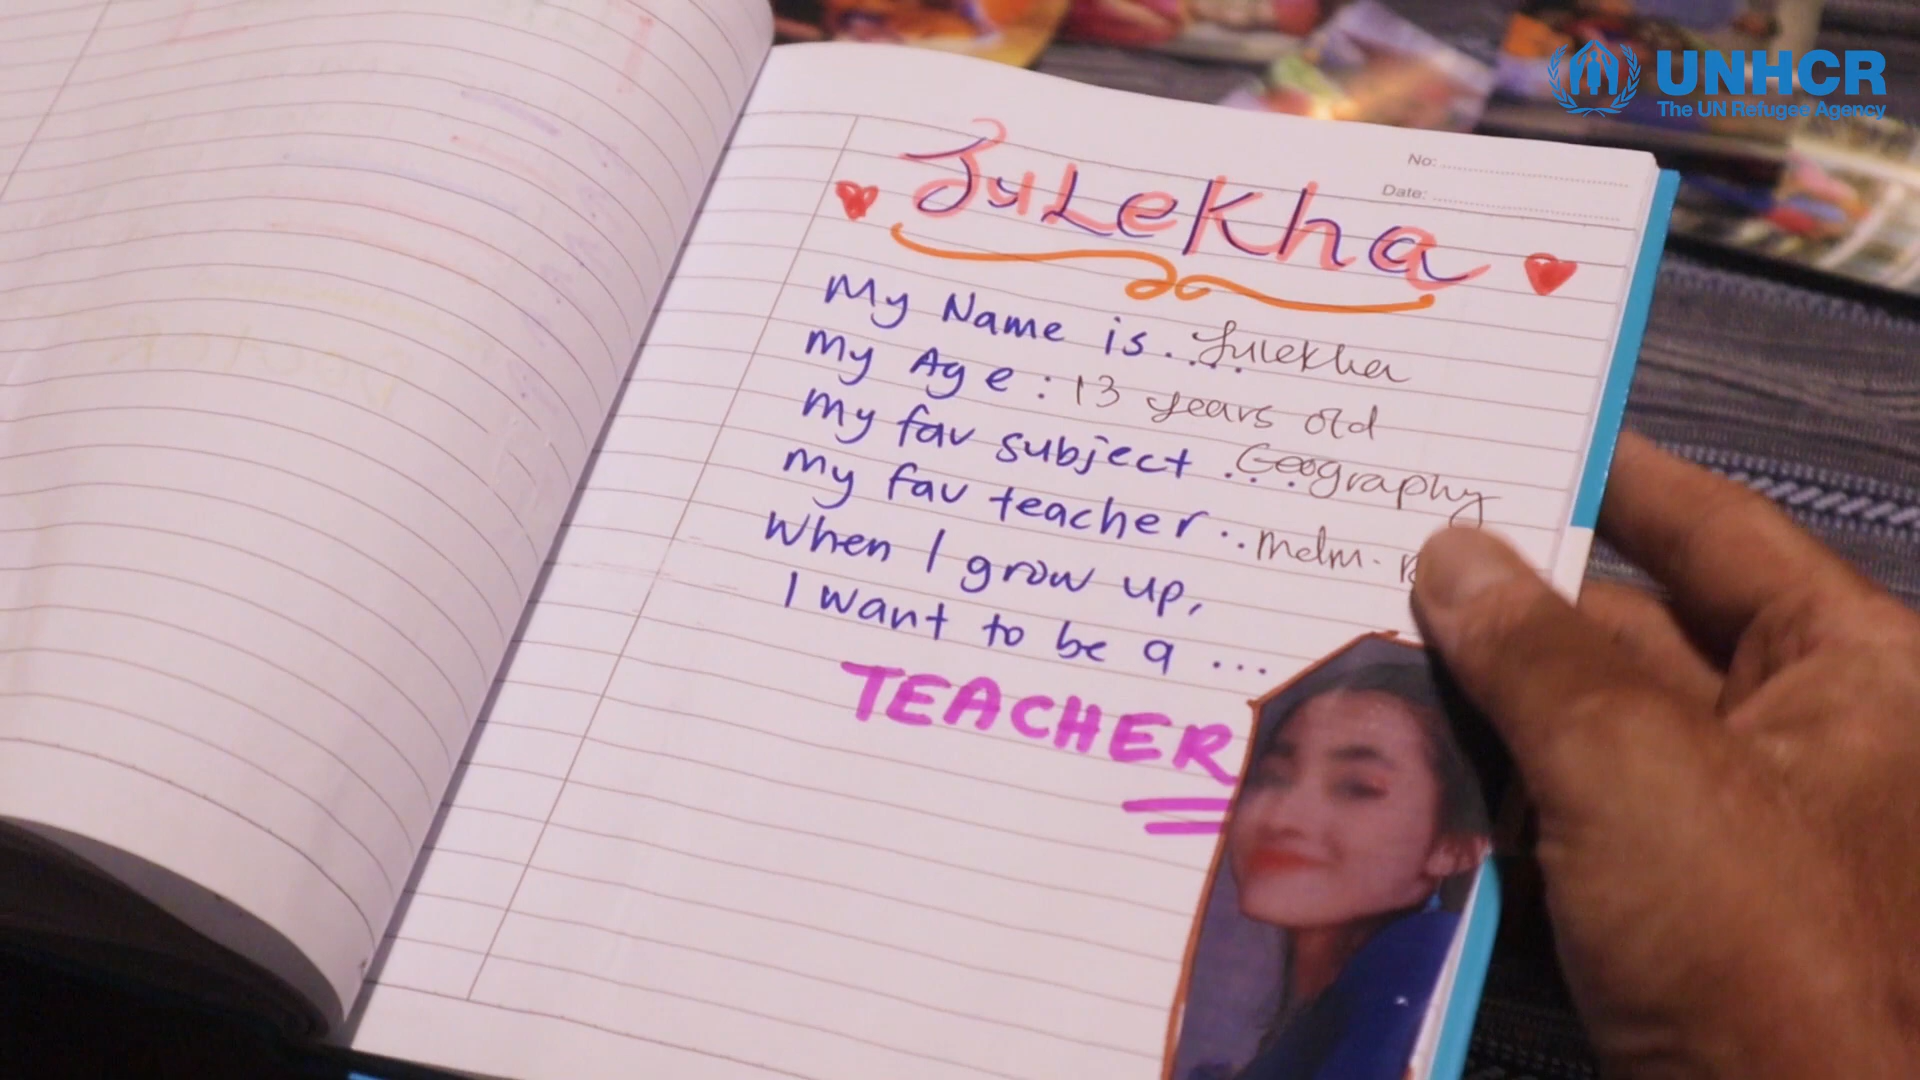 UNHCR
The UN Refugee Agency
No:
Date:
Julekha
My Name is... Julekha
My Age: 13 years old
My fav subject ... Geography
My fav teacher .. Mdm.
When I grow up,
I want to be a ...
TEACHER